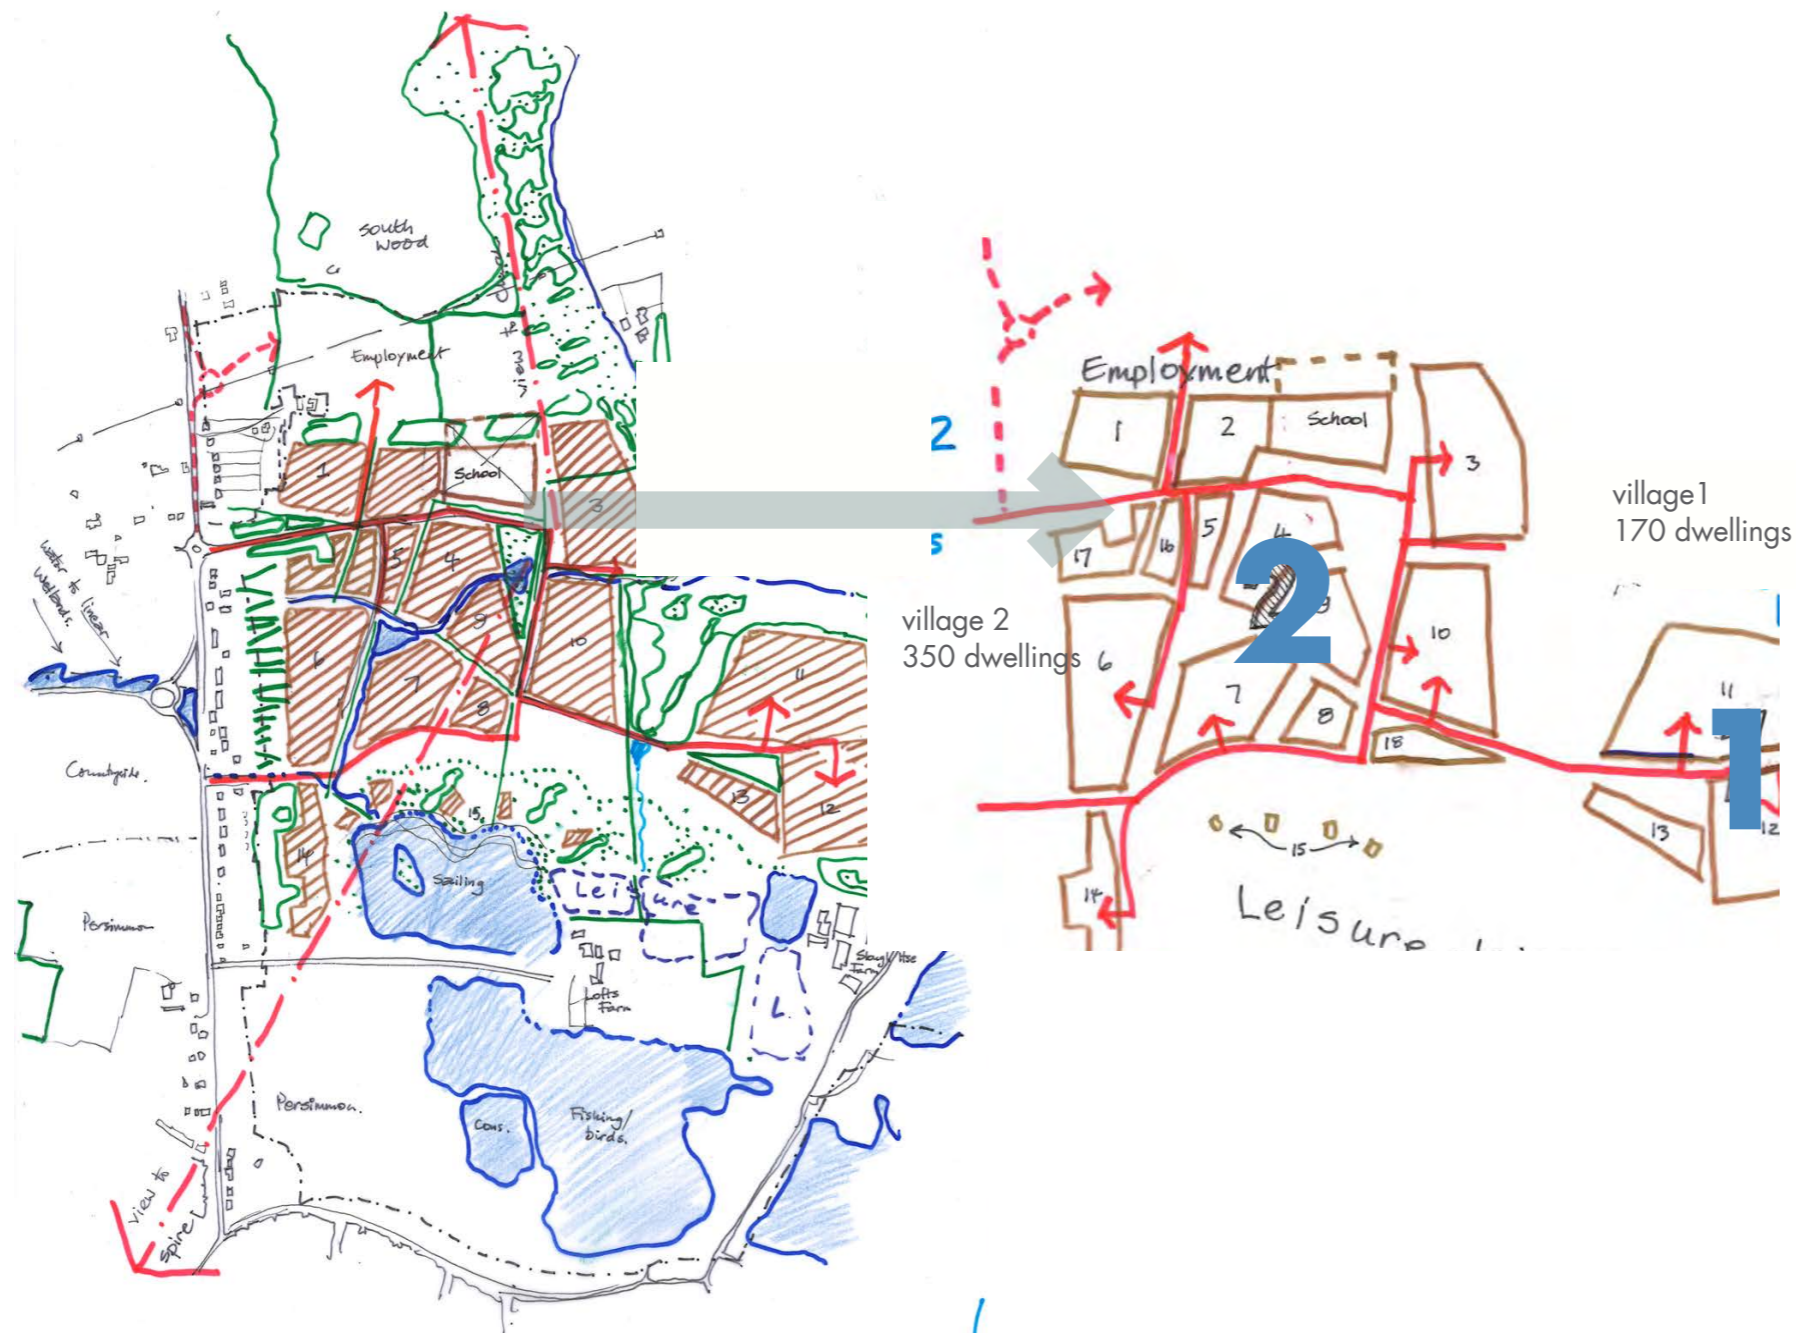 South
Wood
Employment
to main
1
School
3
5
4
water to linear
wetlands.
6
9
10
7
8
11
Countryside.
13
12
15
14
Sailing
Leisure
Persimmon
Lofts
Farm
L
Persimmon.
Cons.
Fishing/
birds.
view to
spire
2
s
Employment
1
2
School
3
17
16
5
4
2
9
6
10
7
8
18
15
14
Leisure
village 2
350 dwellings
village1
170 dwellings
11
1
13
12